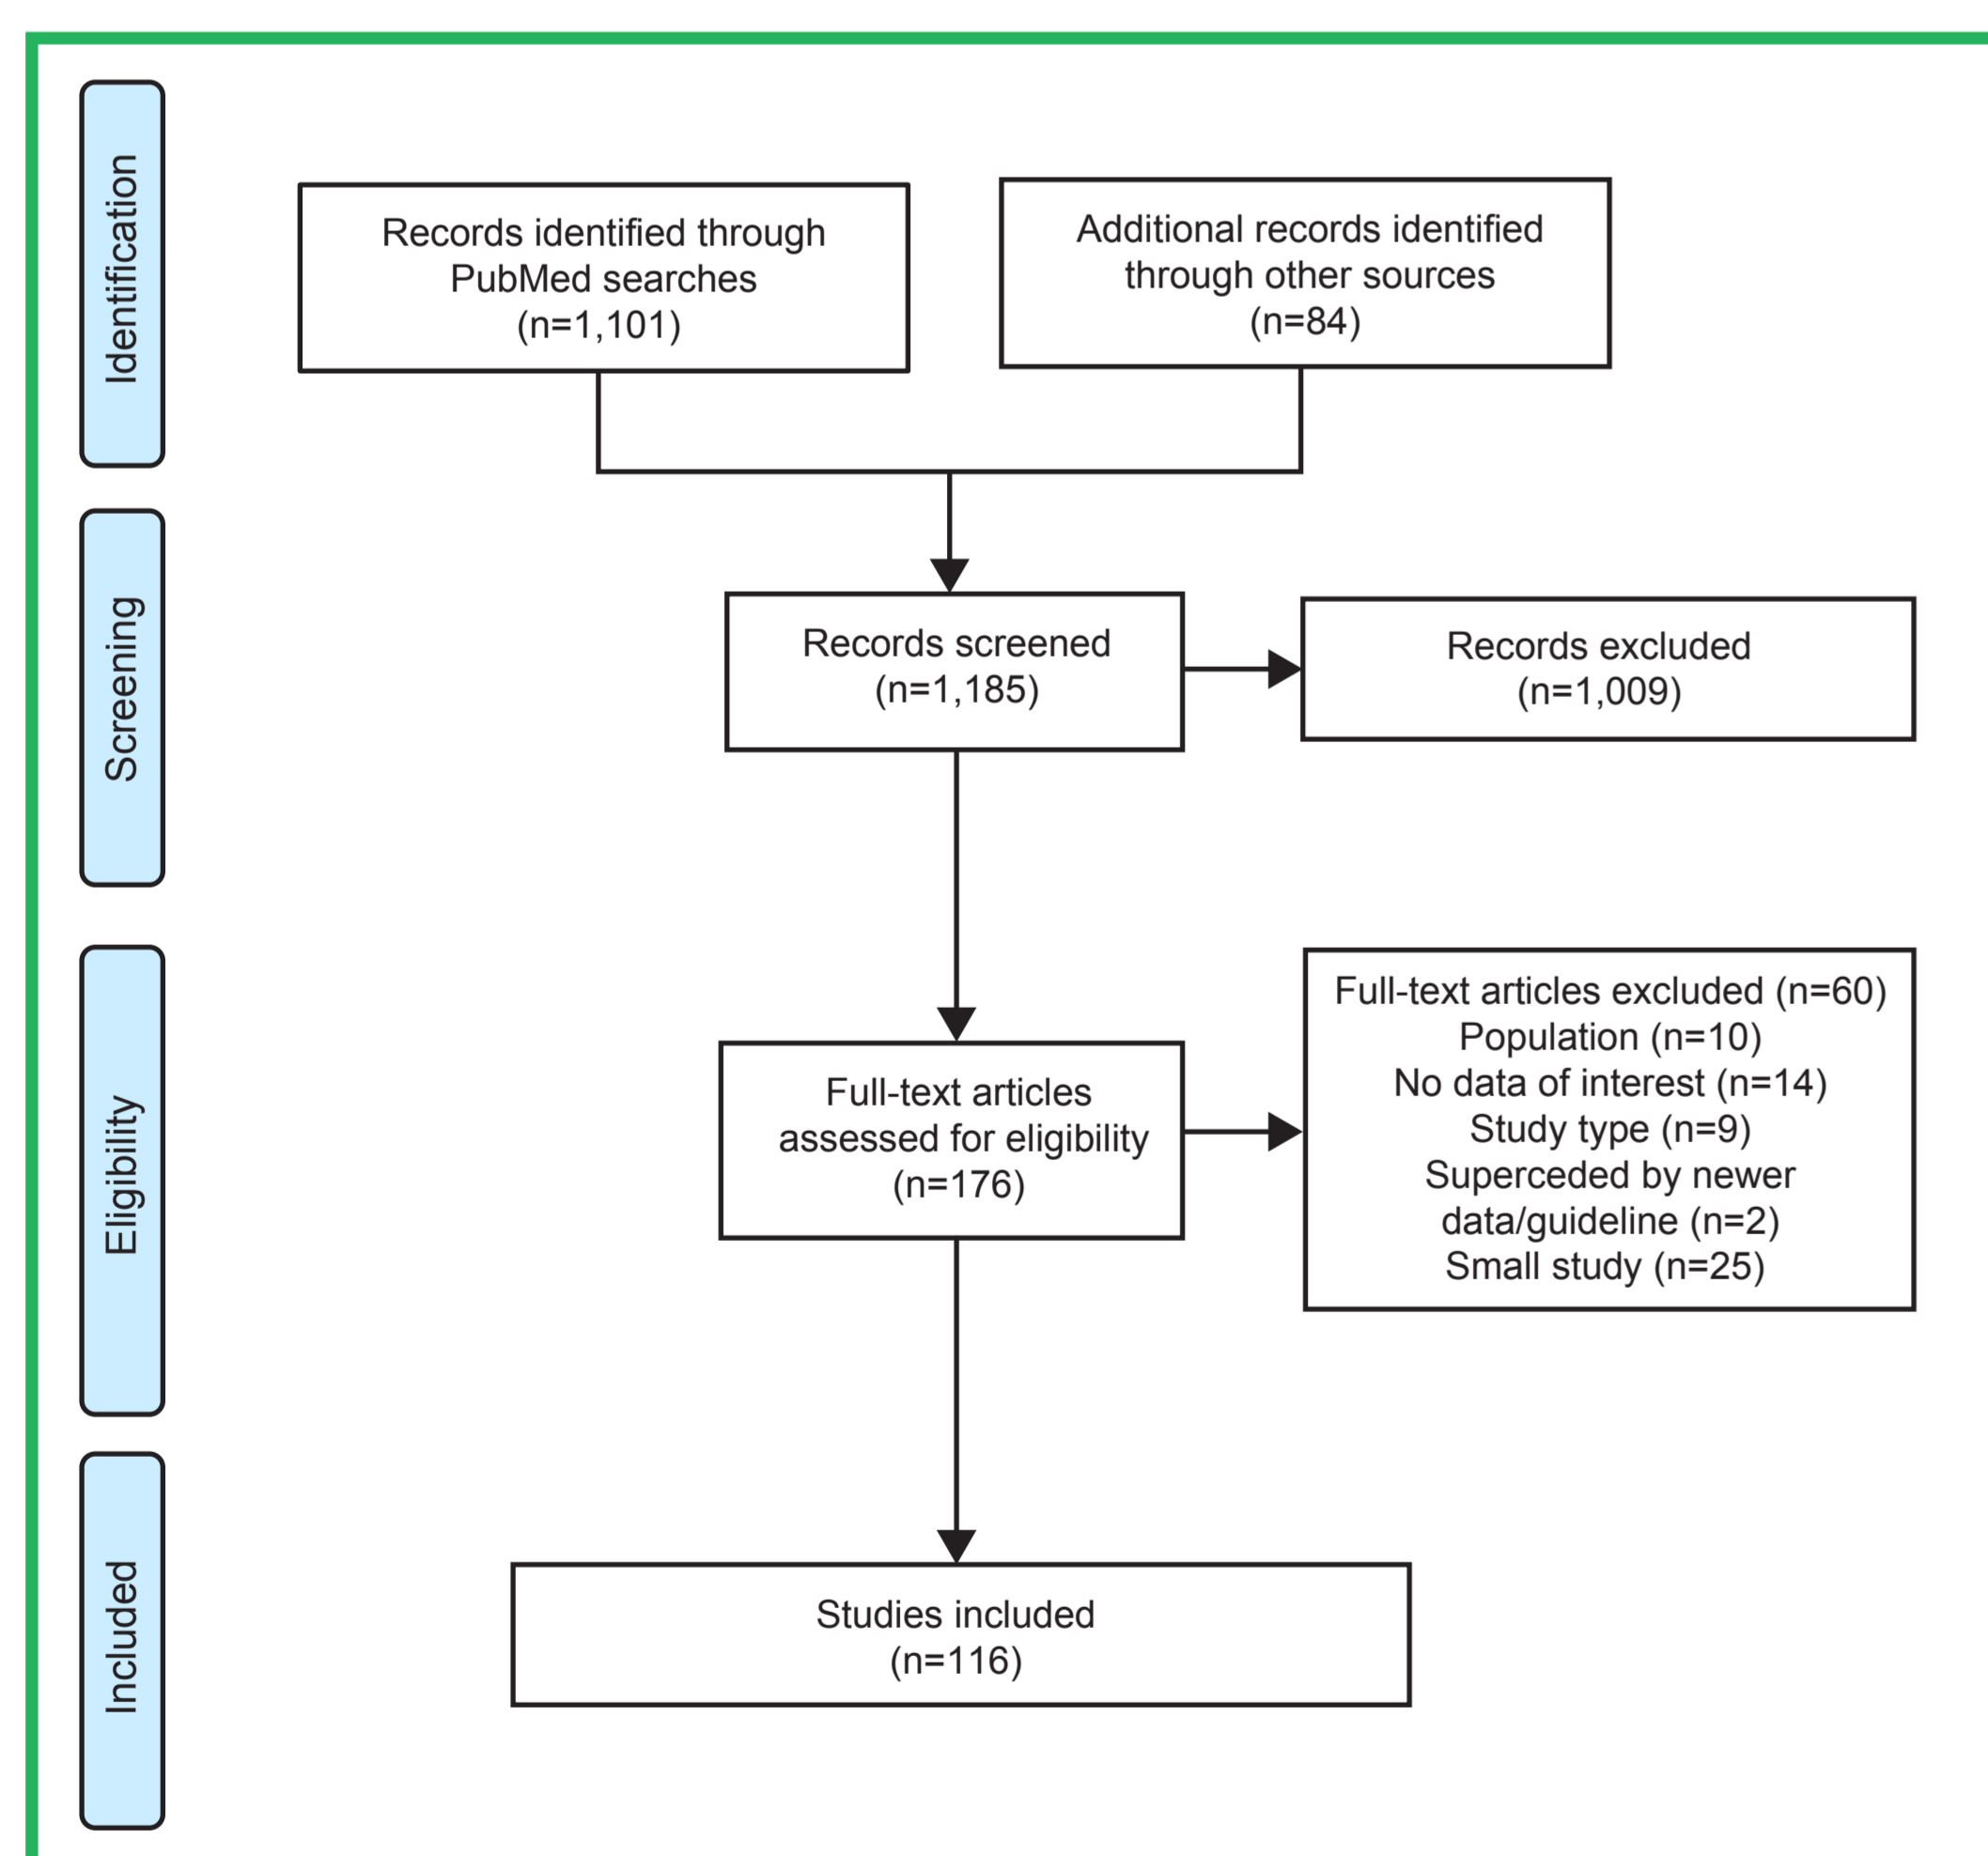 Identification
Records identified through
PubMed searches
(n=1,101)
Additional records identified
through other sources
(n=84)
Screening
Records screened
(n=1,185)
Records excluded
(n=1,009)
Eligibility
Full-text articles
assessed for eligibility
(n=176)
Full-text articles excluded (n=60)
Population (n=10)
No data of interest (n=14)
Study type (n=9)
Superceded by newer
data/guideline (n=2)
Small study (n=25)
Included
Studies included
(n=116)